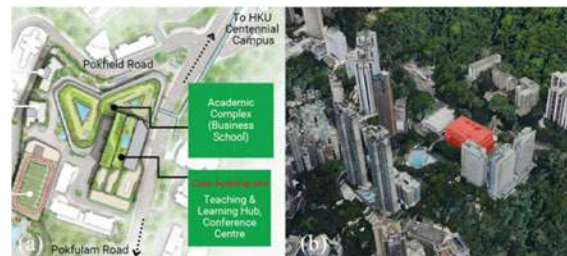 To HKU
Centennial
Campus
Pokfield Road
Academic
Complex
(Business
School)
Teaching &
Learning Hub,
Conference
Centre
Pokfulam Road
(a)
(b)